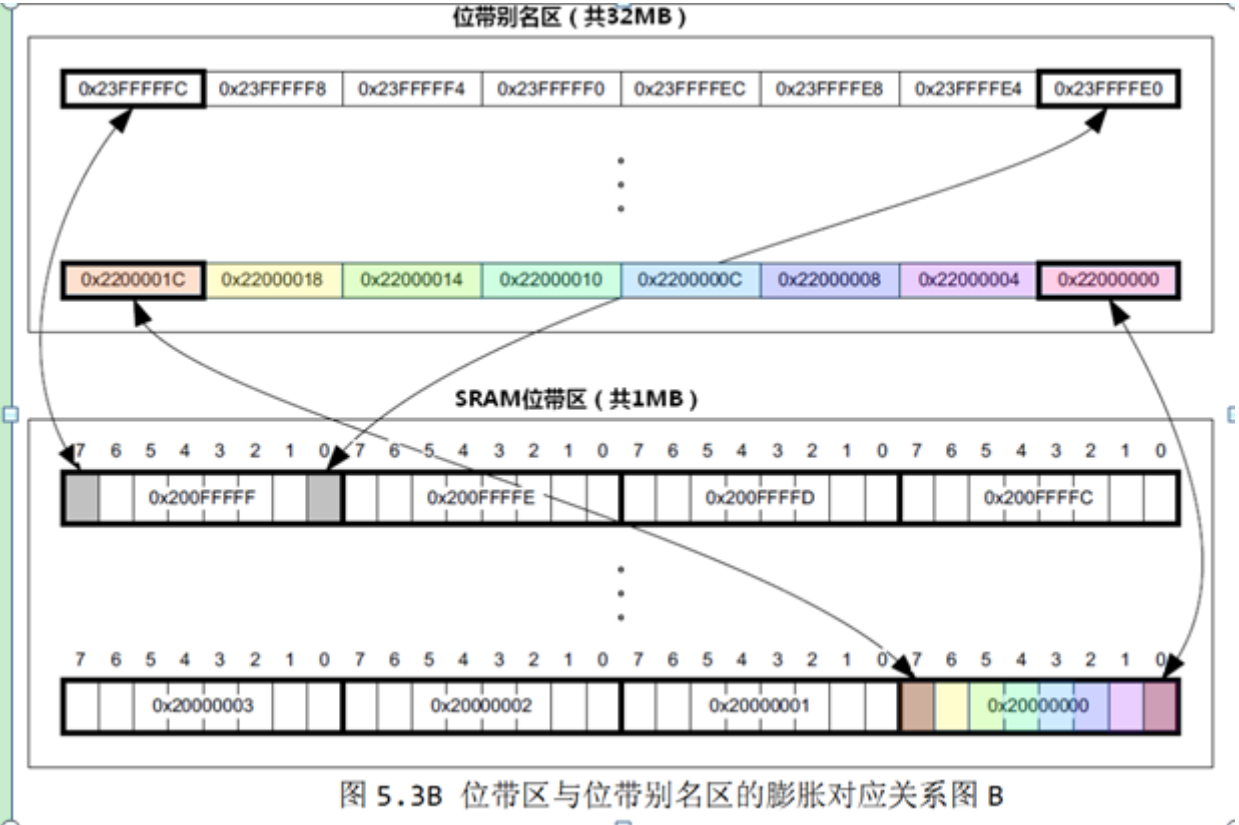 位带别名区（共32MB）
0x23FFFFFC 0x23FFFFF8 0x23FFFFF4 0x23FFFFF0 0x23FFFFEC 0x23FFFFE8 0x23FFFFE4 0x23FFFFE0
0x2200001C 0x22000018 0x22000014 0x22000010 0x2200000C 0x22000008 0x22000004 0x22000000
SRAM位带区（共1MB）
7 6 5 4 3 2 1 0 7 6 5 4 3 2 1 0 7 6 5 4 3 2 1 0 7 6 5 4 3 2 1 0
0x200FFFFF 0x200FFFFE 0x200FFFFD 0x200FFFFC
7 6 5 4 3 2 1 0 7 6 5 4 3 2 1 0 7 6 5 4 3 2 1 0 7 6 5 4 3 2 1 0
0x20000003 0x20000002 0x20000001 0x20000000
图 5.3B 位带区与位带别名区的膨胀对应关系图 B